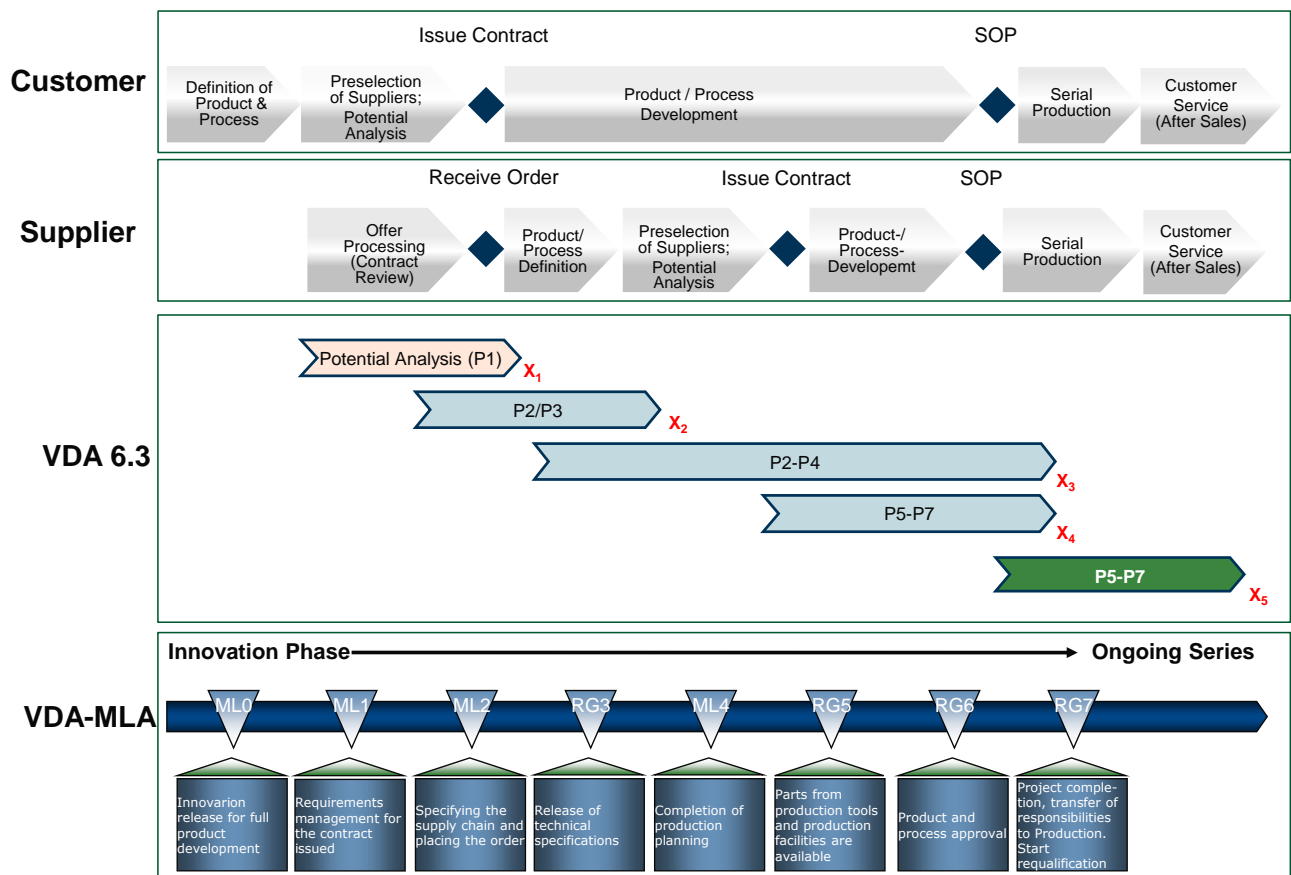 Issue Contract
SOP
Customer
Definition of
Product &
Process
Preselection
of Suppliers;
Potential
Analysis
Product / Process
Development
Serial
Production
Customer
Service
(After Sales)
Receive Order
Issue Contract
SOP
Supplier
Offer
Processing
(Contract
Review)
Product/
Process
Definition
Preselection
of Suppliers;
Potential
Analysis
Product-/
Process-
Developemt
Serial
Production
Customer
Service
(After Sales)
VDA 6.3
Potential Analysis (P1)
X1
P2/P3
X2
P2-P4
X3
P5-P7
X4
P5-P7
X5
Innovation Phase
Ongoing Series
VDA-MLA
ML0
ML1
ML2
RG3
ML4
RG5
RG6
RG7
Innovarion
release for full
product
development
Requirements
management for
the contract
issued
Specifying the
supply chain and
placing the order
Release of
technical
specifications
Completion of
production
planning
Parts from
production tools
and production
facilities are
available
Product and
process approval
Project comple-
tion, transfer of
responsibilities
to Production.
Start
requalification